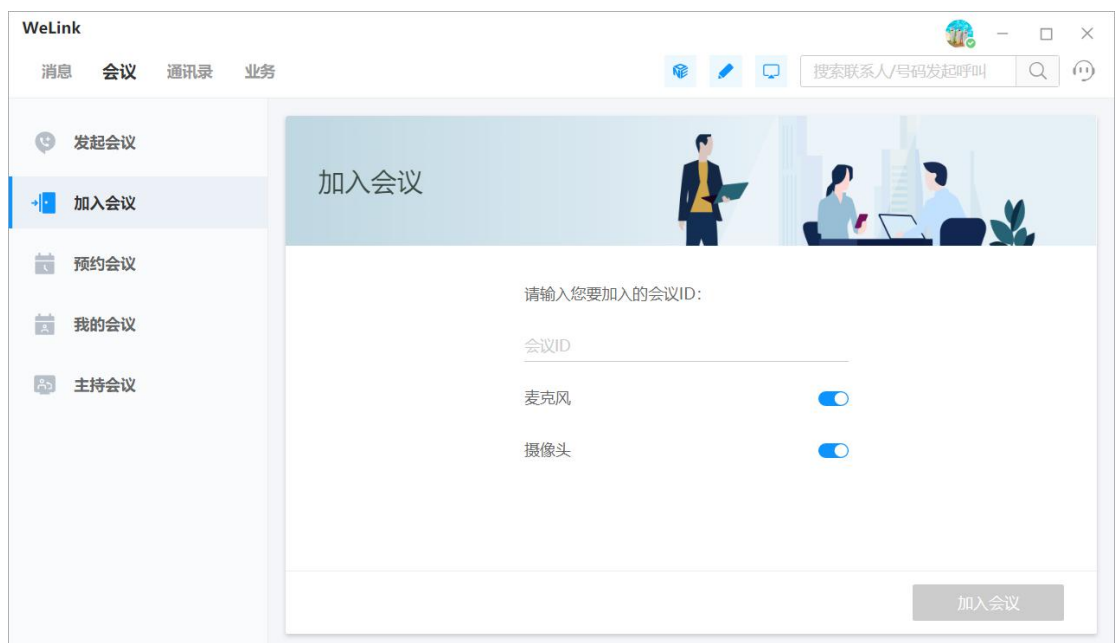 WeLink
消息 会议 通讯录 业务
搜索联系人/号码发起呼叫
发起会议
加入会议
预约会议
我的会议
主持会议
加入会议
请输入您要加入的会议ID:
会议ID
麦克风
摄像头
加入会议